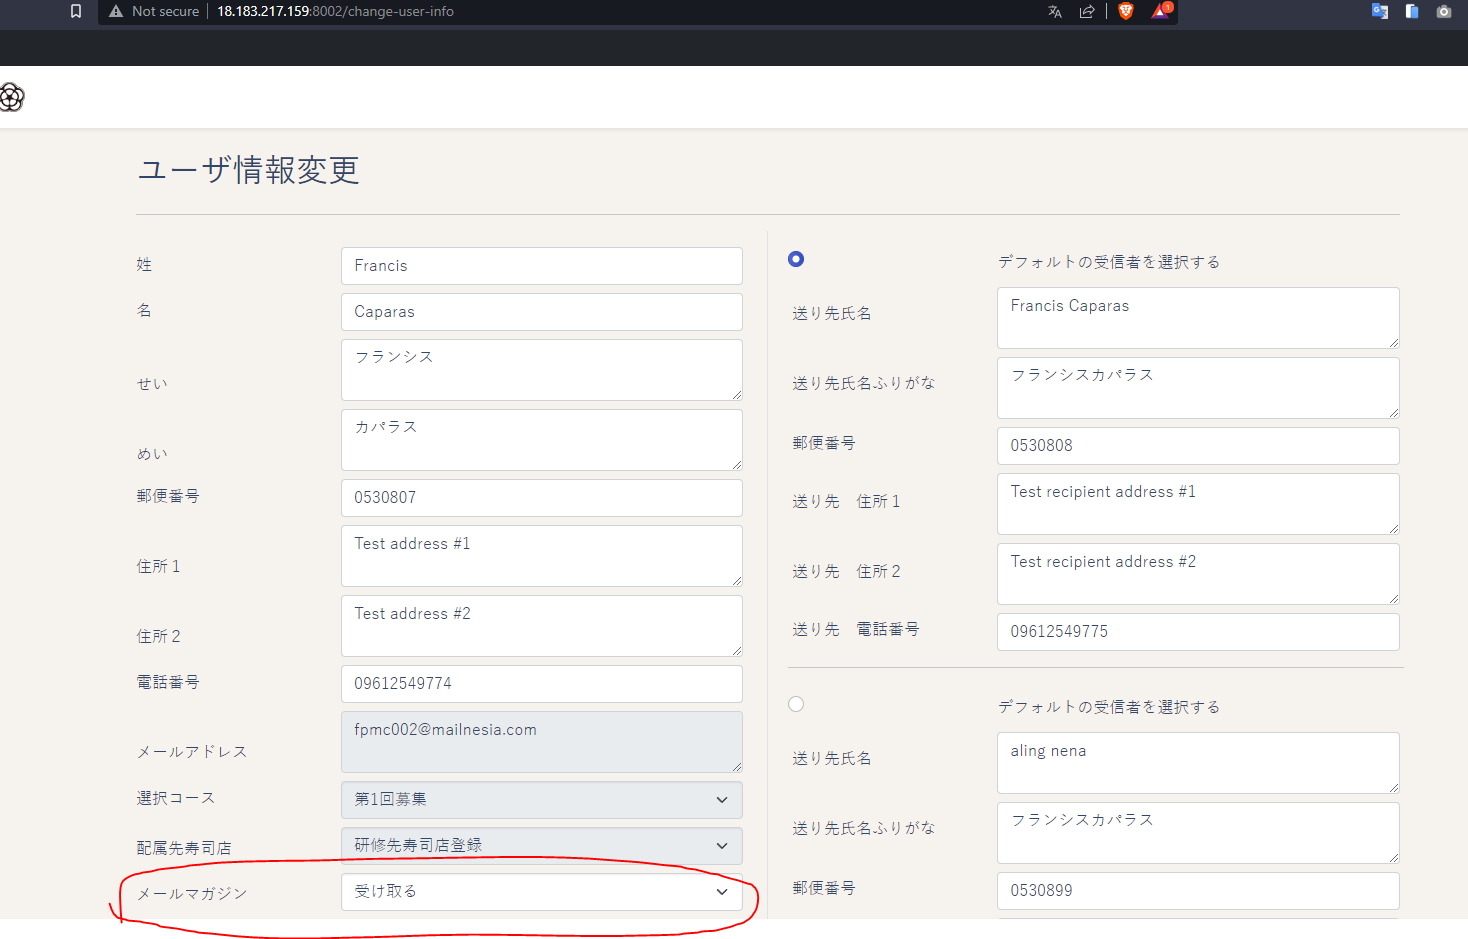 Not secure 18.183.217.159:8002/change-user-info
1
ユーザ情報変更
姓 Francis
名 Caparas
せい フランシス
めい カパラス
郵便番号 0530807
住所１ Test address #1
住所２ Test address #2
電話番号 09612549774
メールアドレス fpmc002@mailnesia.com
選択コース 第1回募集
配属先寿司店 研修先寿司店登録
メールマガジン 受け取る
デフォルトの受信者を選択する
送り先氏名 Francis Caparas
送り先氏名ふりがな フランシスカパラス
郵便番号 0530808
送り先　住所１ Test recipient address #1
送り先　住所２ Test recipient address #2
送り先　電話番号 09612549775
デフォルトの受信者を選択する
送り先氏名 aling nena
送り先氏名ふりがな フランシスカパラス
郵便番号 0530899